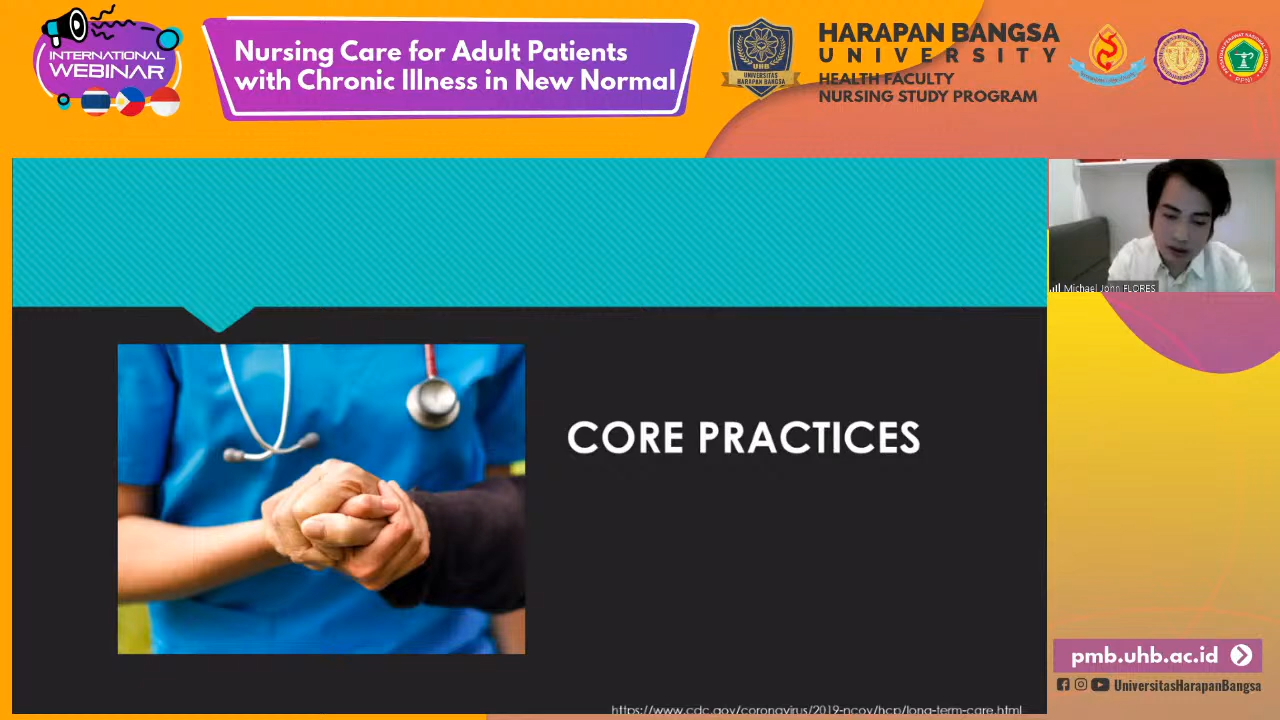 INTERNATIONAL
WEBINAR
Nursing Care for Adult Patients
with Chronic Illness in New Normal
UHB
UNIVERSITAS
HARAPAN BANGSA
HARAPAN BANGSA
UNIVERSITY
HEALTH FACULTY
NURSING STUDY PROGRAM
PPNI
Michael John FLORES
CORE PRACTICES
https://www.cdc.gov/coronavirus/2019-ncov/hcp/long-term-care.html
pmb.uhb.ac.id
UniversitasHarapanBangsa